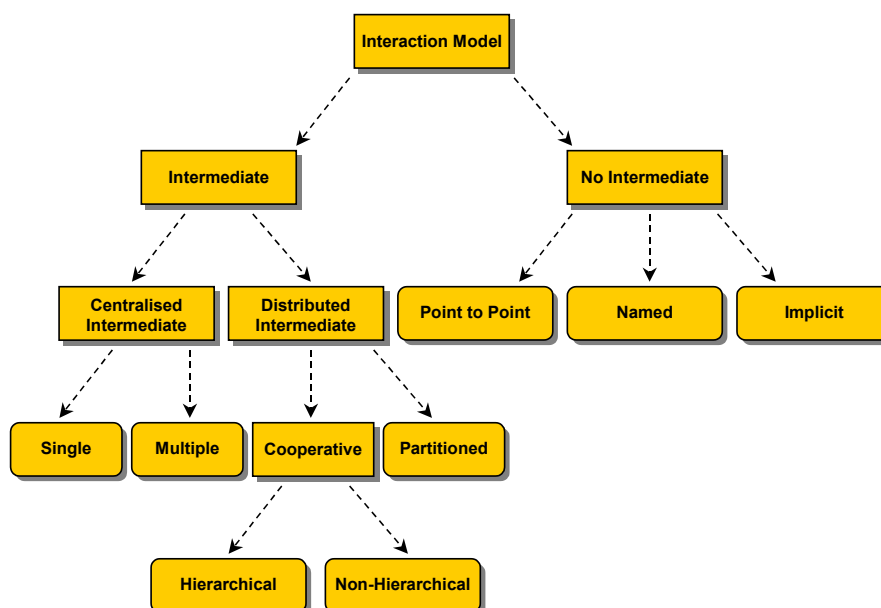 Interaction Model
Intermediate
No Intermediate
Centralised
Intermediate
Distributed
Intermediate
Point to Point
Named
Implicit
Single
Multiple
Cooperative
Partitioned
Hierarchical
Non-Hierarchical